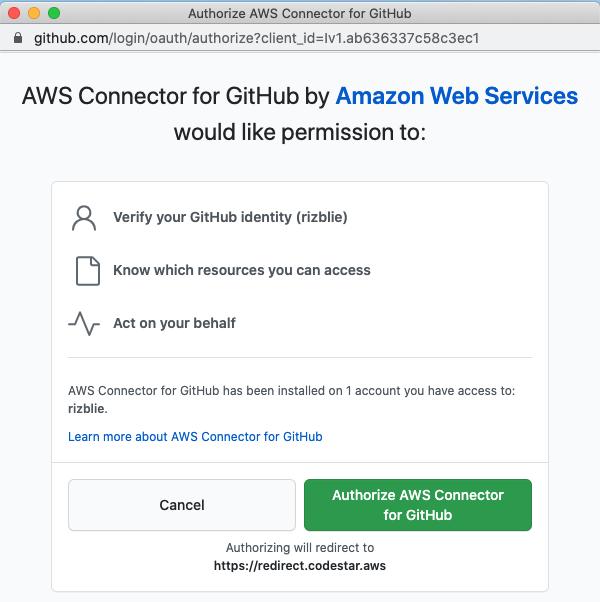 Authorize AWS Connector for GitHub
github.com/login/oauth/authorize?client_id=Iv1.ab636337c58c3ec1
AWS Connector for GitHub by Amazon Web Services
would like permission to:
Verify your GitHub identity (rizblie)
Know which resources you can access
Act on your behalf
AWS Connector for GitHub has been installed on 1 account you have access to:
rizblie.
Learn more about AWS Connector for GitHub
Cancel
Authorize AWS Connector
for GitHub
Authorizing will redirect to
https://redirect.codestar.aws